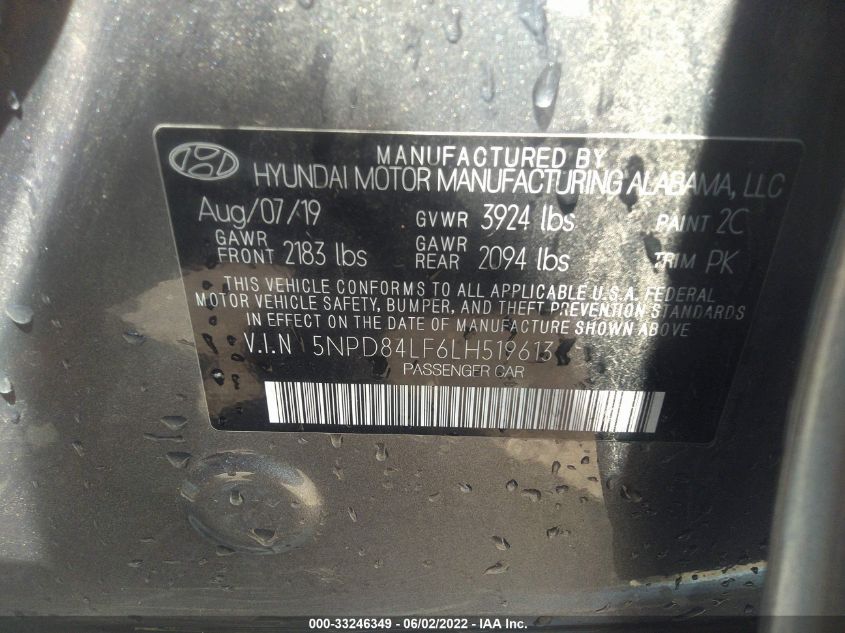 MANUFACTURED BY
HYUNDAI MOTOR MANUFACTURING ALABAMA, LLC
Aug/07/19 GVWR 3924 lbs PAINT 2C
GAWR FRONT 2183 lbs GAWR REAR 2094 lbs TRIM PK
THIS VEHICLE CONFORMS TO ALL APPLICABLE U.S.A. FEDERAL
MOTOR VEHICLE SAFETY, BUMPER, AND THEFT PREVENTION STANDARDS
IN EFFECT ON THE DATE OF MANUFACTURE SHOWN ABOVE
V.I.N 5NPD84LF6LH519613
PASSENGER CAR
000-33246349 - 06/02/2022 - IAA Inc.